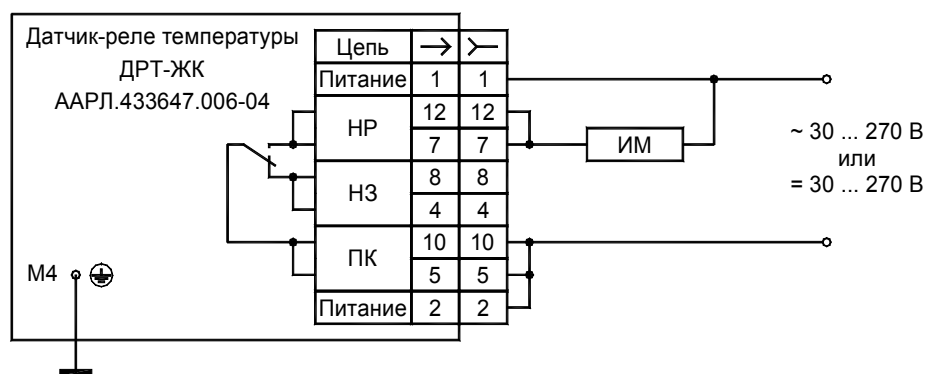 Датчик-реле температуры
ДРТ-ЖК
ААРЛ.433647.006-04
Цепь
Питание 1 1
НР 12 12
7 7
НЗ 8 8
4 4
ПК 10 10
5 5
Питание 2 2
ИМ
~ 30 ... 270 В
или
= 30 ... 270 В
М4